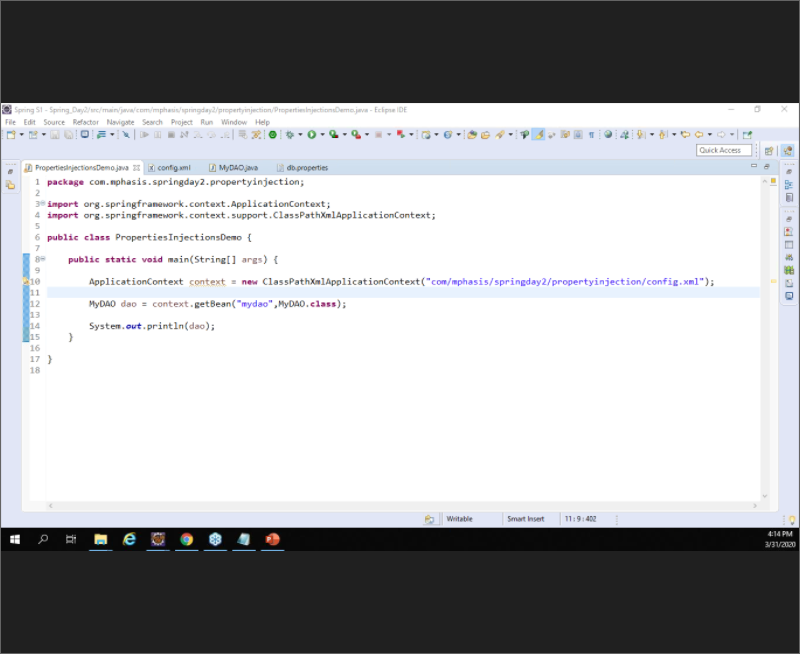 Spring S1 - Spring_Day2/src/main/java/com/mphasis/springday2/propertyinjection/PropertiesInjectionsDemo.java - Eclipse IDE
File Edit Source Refactor Navigate Search Project Run Window Help
Quick Access
PropertiesInjectionsDemo.java config.xml MyDAO.java db.properties
1 package com.mphasis.springday2.propertyinjection;
2
3 import org.springframework.context.ApplicationContext;
4 import org.springframework.context.support.ClassPathXmlApplicationContext;
5
6 public class PropertiesInjectionsDemo {
7
8 public static void main(String[] args) {
9
10 ApplicationContext context = new ClassPathXmlApplicationContext("com/mphasis/springday2/propertyinjection/config.xml");
11
12 MyDAO dao = context.getBean("mydao",MyDAO.class);
13
14 System.out.println(dao);
15 }
16
17 }
18
Writable Smart Insert 11 : 9 : 402
4:14 PM
3/31/2020